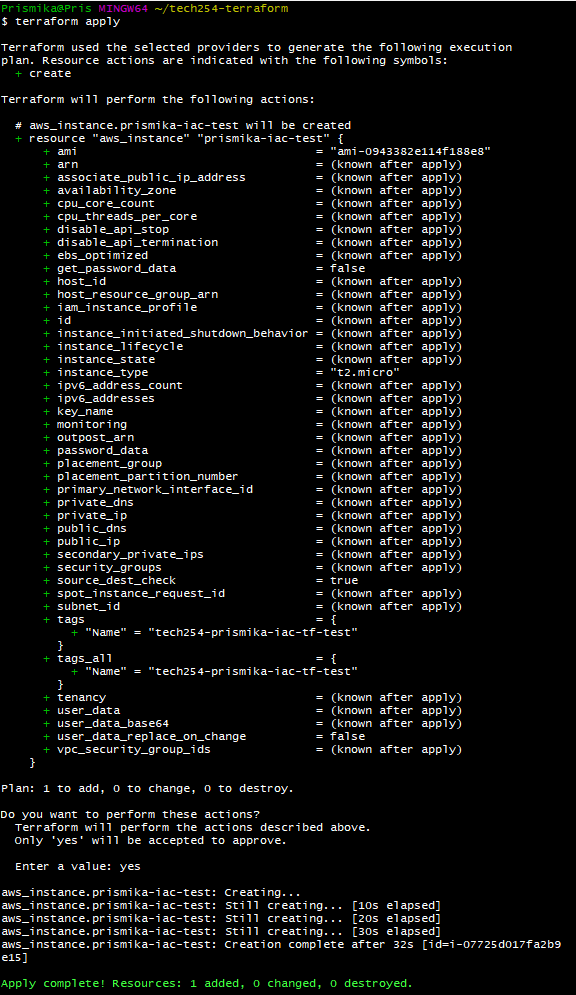 Prismika@Pris MINGW64 ~/tech254-terraform
$ terraform apply
Terraform used the selected providers to generate the following execution
plan. Resource actions are indicated with the following symbols:
  + create
Terraform will perform the following actions:
  # aws_instance.prismika-iac-test will be created
  + resource "aws_instance" "prismika-iac-test" {
      + ami                                  = "ami-0943382e114f188e8"
      + arn                                  = (known after apply)
      + associate_public_ip_address          = (known after apply)
      + availability_zone                    = (known after apply)
      + cpu_core_count                       = (known after apply)
      + cpu_threads_per_core                 = (known after apply)
      + disable_api_stop                     = (known after apply)
      + disable_api_termination              = (known after apply)
      + ebs_optimized                        = (known after apply)
      + get_password_data                    = false
      + host_id                              = (known after apply)
      + host_resource_group_arn              = (known after apply)
      + iam_instance_profile                 = (known after apply)
      + id                                   = (known after apply)
      + instance_initiated_shutdown_behavior = (known after apply)
      + instance_lifecycle                   = (known after apply)
      + instance_state                       = (known after apply)
      + instance_type                        = "t2.micro"
      + ipv6_address_count                   = (known after apply)
      + ipv6_addresses                       = (known after apply)
      + key_name                             = (known after apply)
      + monitoring                           = (known after apply)
      + outpost_arn                          = (known after apply)
      + password_data                        = (known after apply)
      + placement_group                      = (known after apply)
      + placement_partition_number           = (known after apply)
      + primary_network_interface_id         = (known after apply)
      + private_dns                          = (known after apply)
      + private_ip                           = (known after apply)
      + public_dns                           = (known after apply)
      + public_ip                            = (known after apply)
      + secondary_private_ips                = (known after apply)
      + security_groups                      = (known after apply)
      + source_dest_check                    = true
      + spot_instance_request_id             = (known after apply)
      + subnet_id                            = (known after apply)
      + tags                                 = {
          + "Name" = "tech254-prismika-iac-tf-test"
        }
      + tags_all                             = {
          + "Name" = "tech254-prismika-iac-tf-test"
        }
      + tenancy                              = (known after apply)
      + user_data                            = (known after apply)
      + user_data_base64                     = (known after apply)
      + user_data_replace_on_change          = false
      + vpc_security_group_ids               = (known after apply)
    }
Plan: 1 to add, 0 to change, 0 to destroy.
Do you want to perform these actions?
  Terraform will perform the actions described above.
  Only 'yes' will be accepted to approve.
  Enter a value: yes
aws_instance.prismika-iac-test: Creating...
aws_instance.prismika-iac-test: Still creating... [10s elapsed]
aws_instance.prismika-iac-test: Still creating... [20s elapsed]
aws_instance.prismika-iac-test: Still creating... [30s elapsed]
aws_instance.prismika-iac-test: Creation complete after 32s [id=i-07725d017fa2b9
e15]
Apply complete! Resources: 1 added, 0 changed, 0 destroyed.